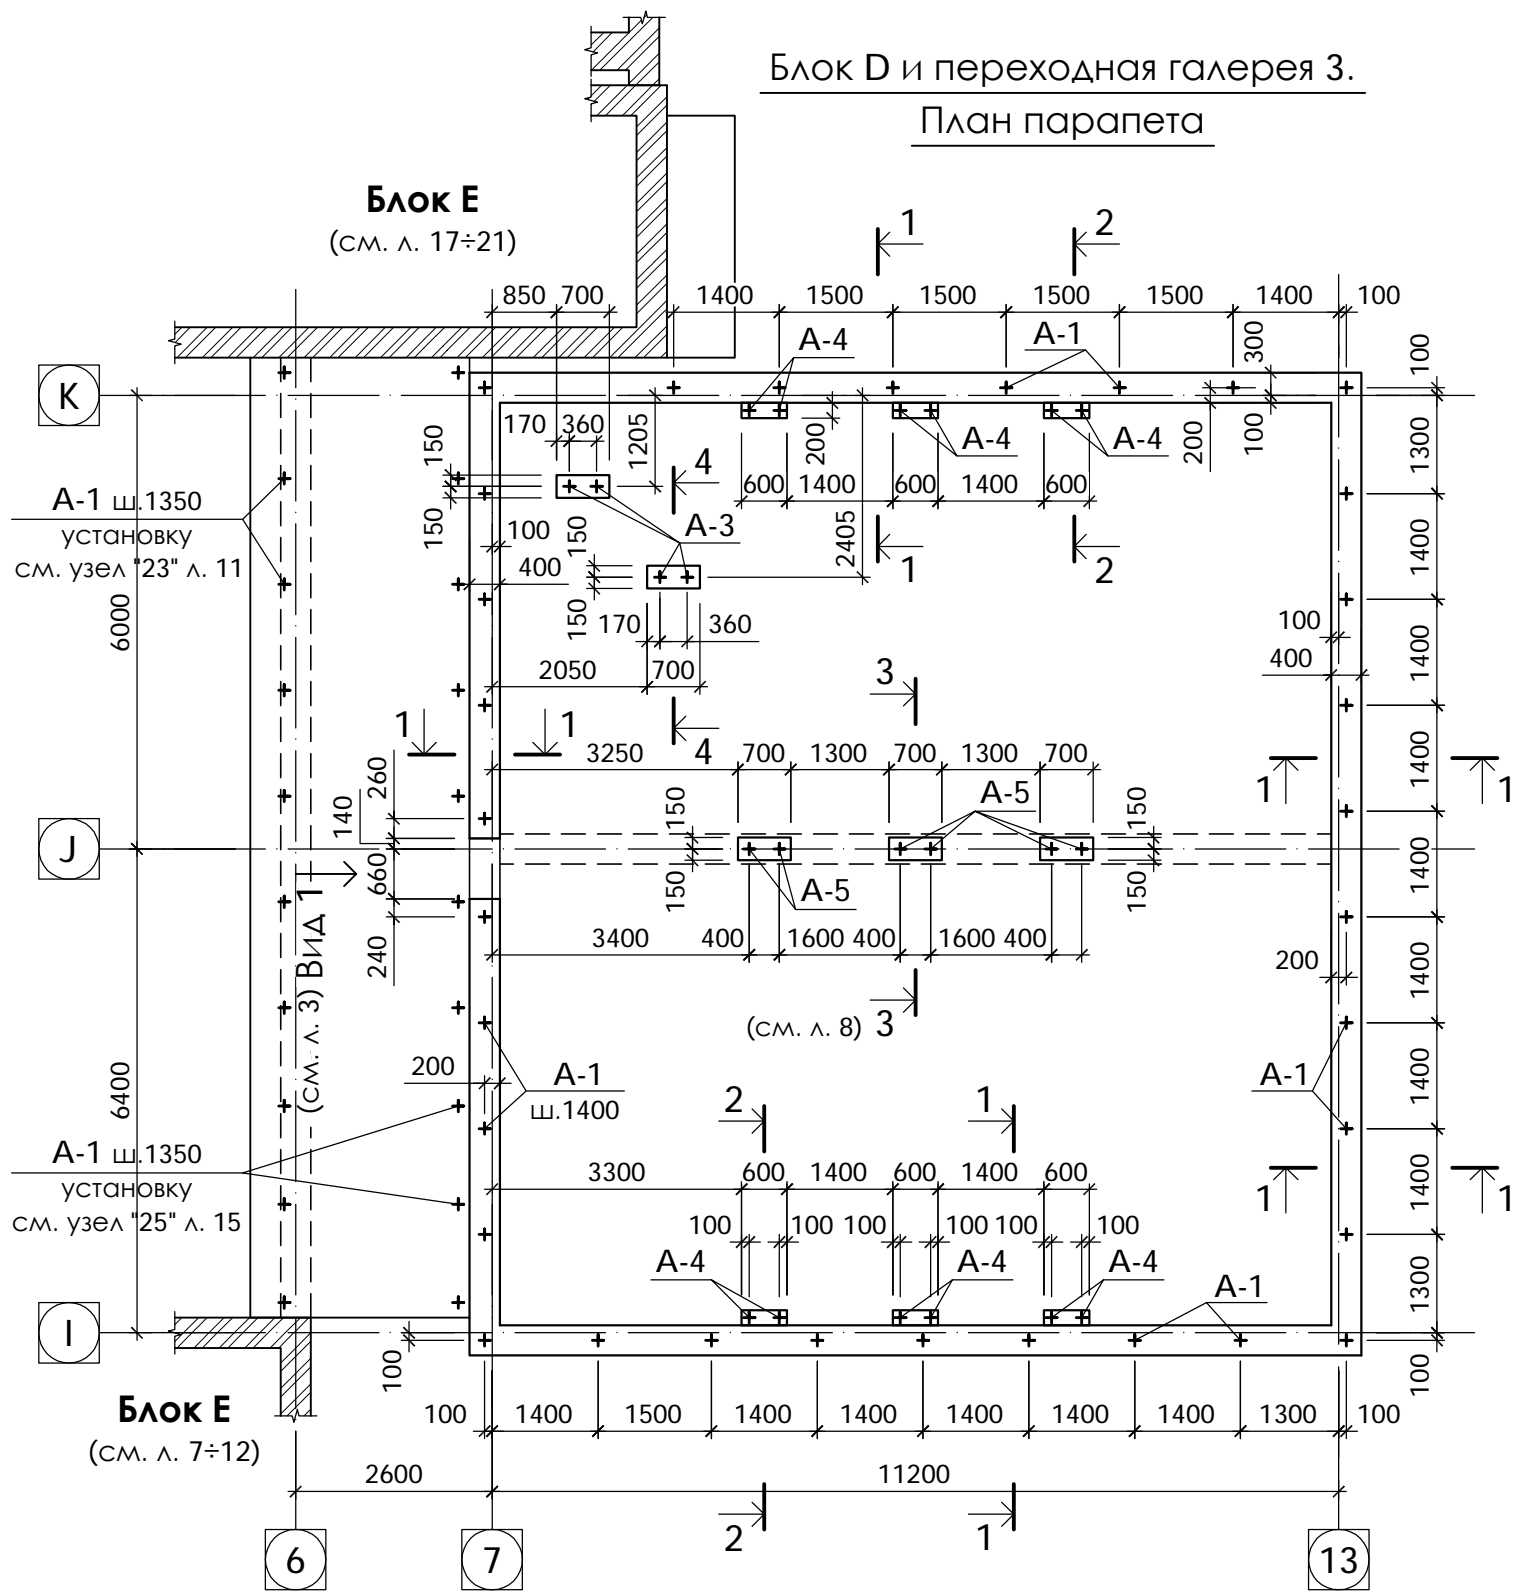 Блок D и переходная галерея 3.
План парапета
Блок Е
(см. л. 17÷21)
1
2
850 700 1400 1500 1500 1500 1500 1400 100
А-4
А-1
300
100
К
170 360
1205
200
А-4
А-4
200
100
1300
150
4
600 1400 600 1400 600
А-1 ш.1350
установку
см. узел "23" л. 11
150
100
150
А-3
2405
1
2
1400
400
6000
150
170 360
100
1400
2050 700
3
400
1
1
4
3250 700 1300 700 1300 700
1400
260
140
150
А-5
150
1
1
J
660
150
А-5
150
1400
Вид 1
(см. л. 3)
240
3400 400 1600 400 1600 400
200
1400
(см. л. 8)
3
6400
200
А-1
ш.1400
А-1
1400
2
1
А-1 ш.1350
установку
см. узел "25" л. 15
3300 600 1400 600 1400 600
1
1
1400
100 100 100 100 100 100
А-4
А-4
А-4
А-1
1300
I
100
100
Блок Е
(см. л. 7÷12)
100 1400 1500 1400 1400 1400 1400 1400 1300 100
2600
11200
2
1
6
7
13